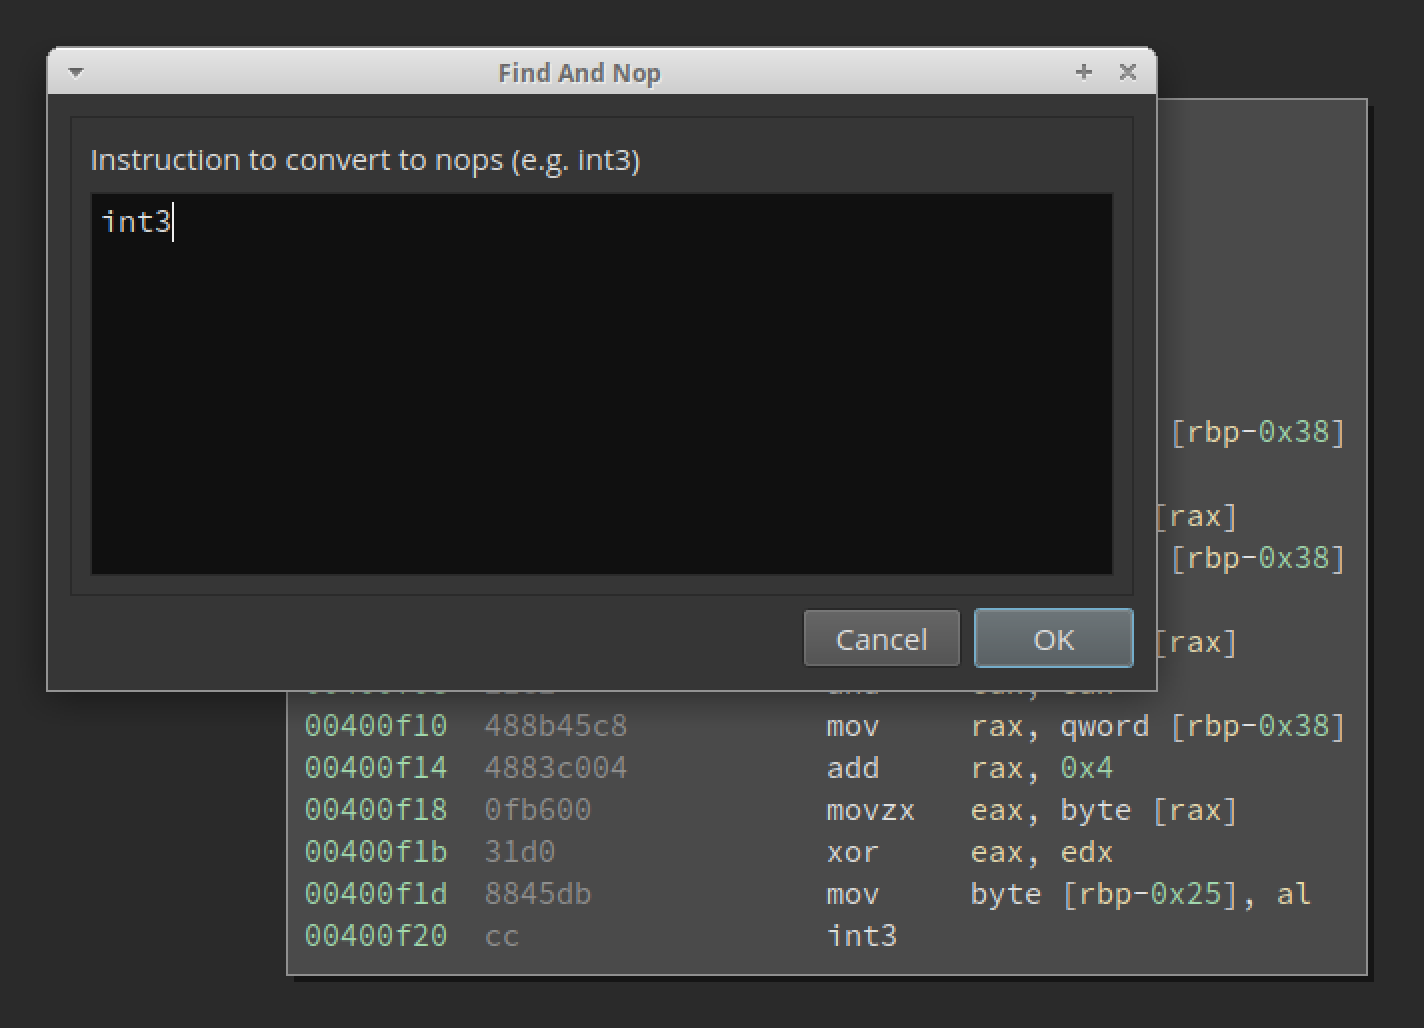 Find And Nop
Instruction to convert to nops (e.g. int3)
int3
Cancel OK
[rbp-0x38]
[rax]
[rbp-0x38]
[rax]
00400f10 488b45c8 mov rax, qword [rbp-0x38]
00400f14 4883c004 add rax, 0x4
00400f18 0fb600 movzx eax, byte [rax]
00400f1b 31d0 xor eax, edx
00400f1d 8845db mov byte [rbp-0x25], al
00400f20 cc int3